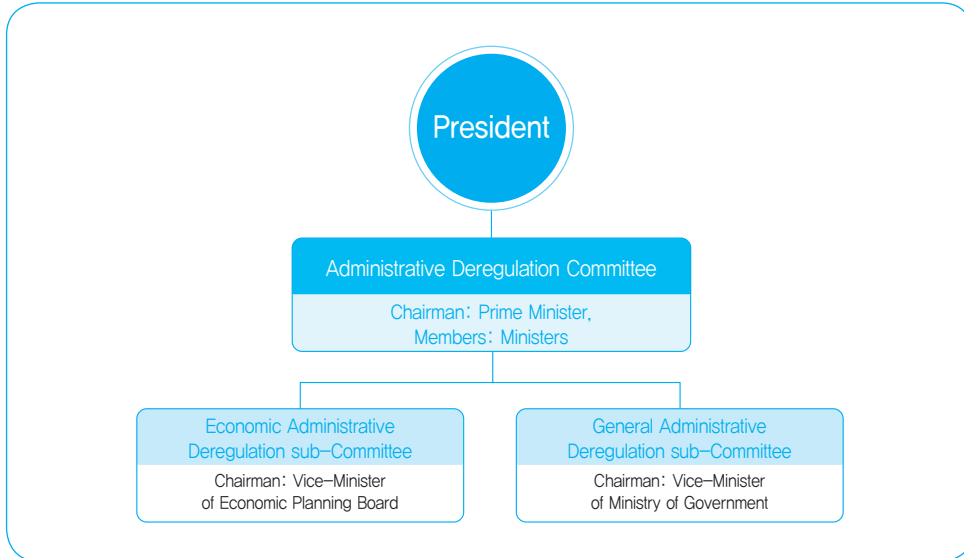 President
Administrative Deregulation Committee
Chairman: Prime Minister,
Members: Ministers
Economic Administrative
Deregulation sub-Committee
Chairman: Vice-Minister
of Economic Planning Board
General Administrative
Deregulation sub-Committee
Chairman: Vice-Minister
of Ministry of Government